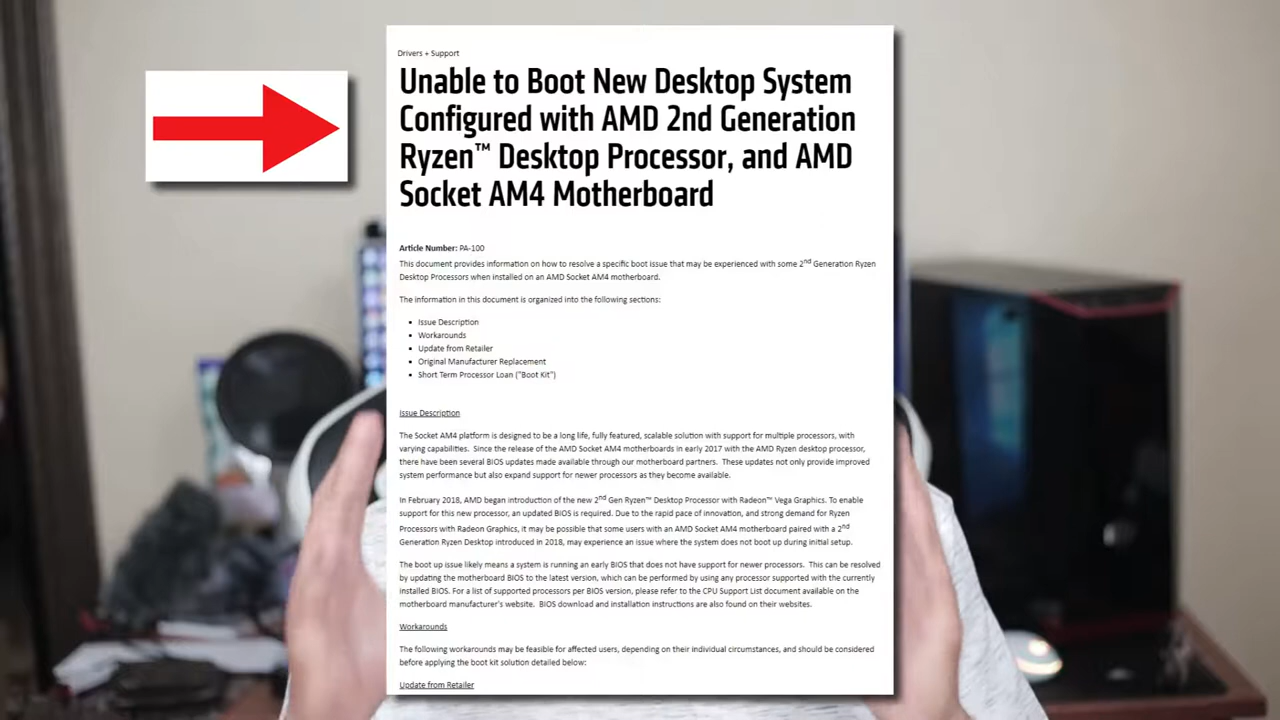 Drivers + Support
Unable to Boot New Desktop System
Configured with AMD 2nd Generation
Ryzen™ Desktop Processor, and AMD
Socket AM4 Motherboard
Article Number: PA-100
This document provides information on how to resolve a specific boot issue that may be experienced with some 2nd Generation Ryzen
Desktop Processors when installed on an AMD Socket AM4 motherboard.
The information in this document is organized into the following sections:
▪ Issue Description
▪ Workarounds
▪ Update from Retailer
▪ Original Manufacturer Replacement
▪ Short Term Processor Loan ("Boot Kit")
Issue Description
The Socket AM4 platform is designed to be a long life, fully featured, scalable solution with support for multiple processors, with
varying capabilities. Since the release of the AMD Socket AM4 motherboards in early 2017 with the AMD Ryzen desktop processor,
there have been several BIOS updates made available through our motherboard partners. These updates not only provide improved
system performance but also expand support for newer processors as they become available.
In February 2018, AMD began introduction of the new 2nd Gen Ryzen™ Desktop Processor with Radeon™ Vega Graphics. To enable
support for this new processor, an updated BIOS is required. Due to the rapid pace of innovation, and strong demand for Ryzen
Processors with Radeon Graphics, it may be possible that some users with an AMD Socket AM4 motherboard paired with a 2nd
Generation Ryzen Desktop introduced in 2018, may experience an issue where the system does not boot up during initial setup.
The boot up issue likely means a system is running an early BIOS that does not have support for newer processors. This can be resolved
by updating the motherboard BIOS to the latest version, which can be performed by using any processor supported with the currently
installed BIOS. For a list of supported processors per BIOS version, please refer to the CPU Support List document available on the
motherboard manufacturer's website. BIOS download and installation instructions are also found on their websites.
Workarounds
The following workarounds may be feasible for affected users, depending on their individual circumstances, and should be considered
before applying the boot kit solution detailed below:
Update from Retailer